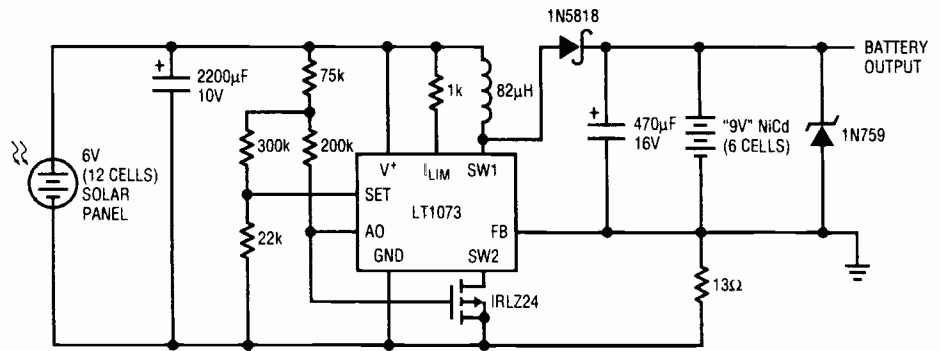 1N5818
BATTERY
OUTPUT
+
2200µF
10V
75k
1k
82µH
+
470µF
16V
"9V" NiCd
(6 CELLS)
1N759
300k
200k
6V
(12 CELLS)
SOLAR
PANEL
V+
ILIM
SW1
SET
LT1073
AO
FB
GND
SW2
22k
IRLZ24
13Ω